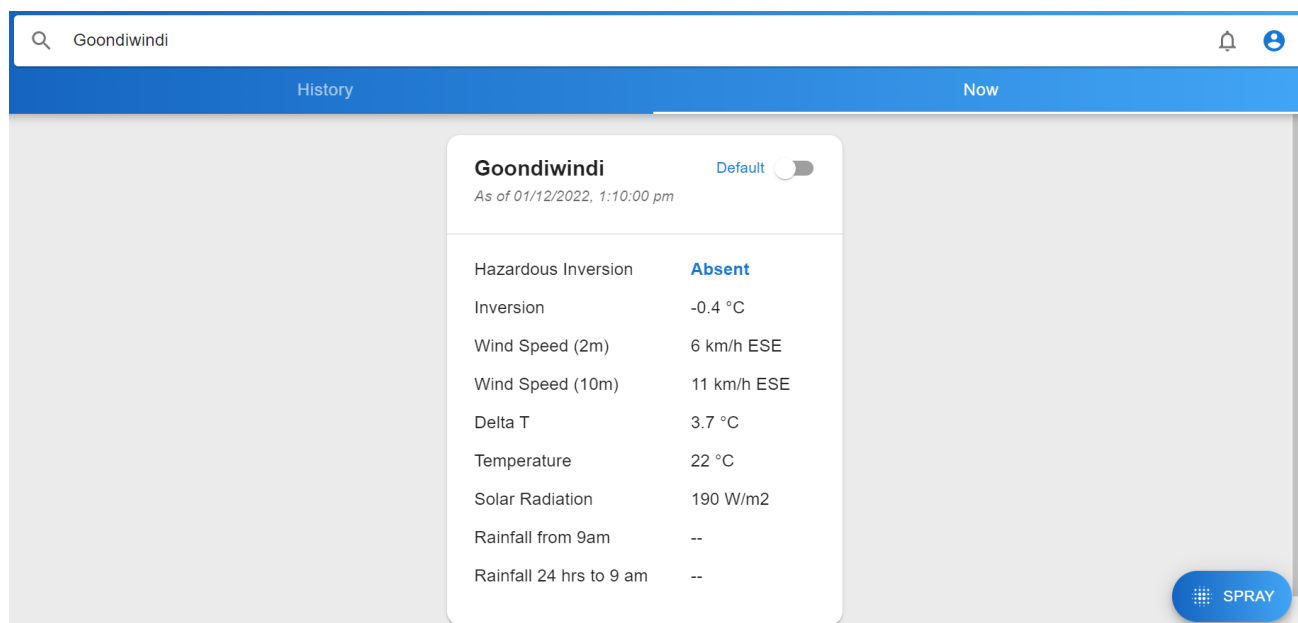 Goondiwindi
History Now
Goondiwindi Default
As of 01/12/2022, 1:10:00 pm
Hazardous Inversion Absent
Inversion -0.4 °C
Wind Speed (2m) 6 km/h ESE
Wind Speed (10m) 11 km/h ESE
Delta T 3.7 °C
Temperature 22 °C
Solar Radiation 190 W/m2
Rainfall from 9am --
Rainfall 24 hrs to 9 am --
SPRAY